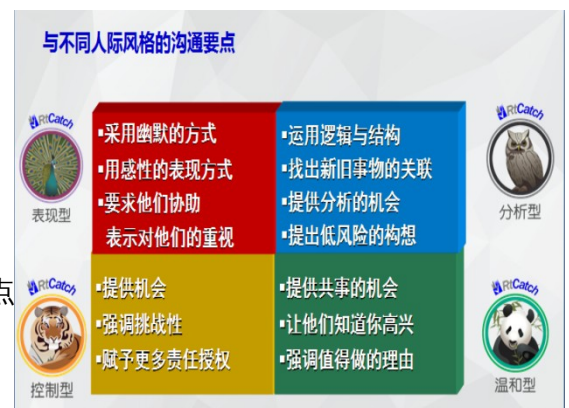 与不同人际风格的沟通要点
RtCatch
表现型
▪采用幽默的方式
▪用感性的表现方式
▪要求他们协助
表示对他们的重视
▪运用逻辑与结构
▪找出新旧事物的关联
▪提供分析的机会
▪提出低风险的构想
RtCatch
分析型
点
RtCatch
控制型
▪提供机会
▪强调挑战性
▪赋予更多责任授权
▪提供共事的机会
▪让他们知道你高兴
▪强调值得做的理由
RtCatch
温和型